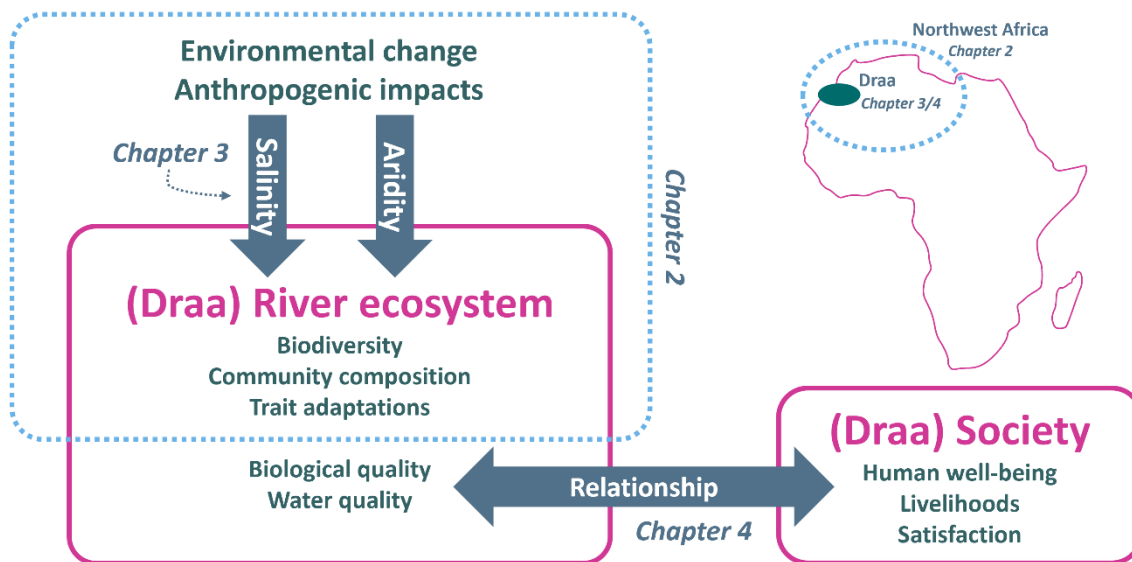 Environmental change
Anthropogenic impacts
Chapter 3
Salinity
Aridity
Chapter 2
(Draa) River ecosystem
Biodiversity
Community composition
Trait adaptations
Biological quality
Water quality
Relationship
Chapter 4
Northwest Africa
Chapter 2
Draa
Chapter 3/4
(Draa) Society
Human well-being
Livelihoods
Satisfaction